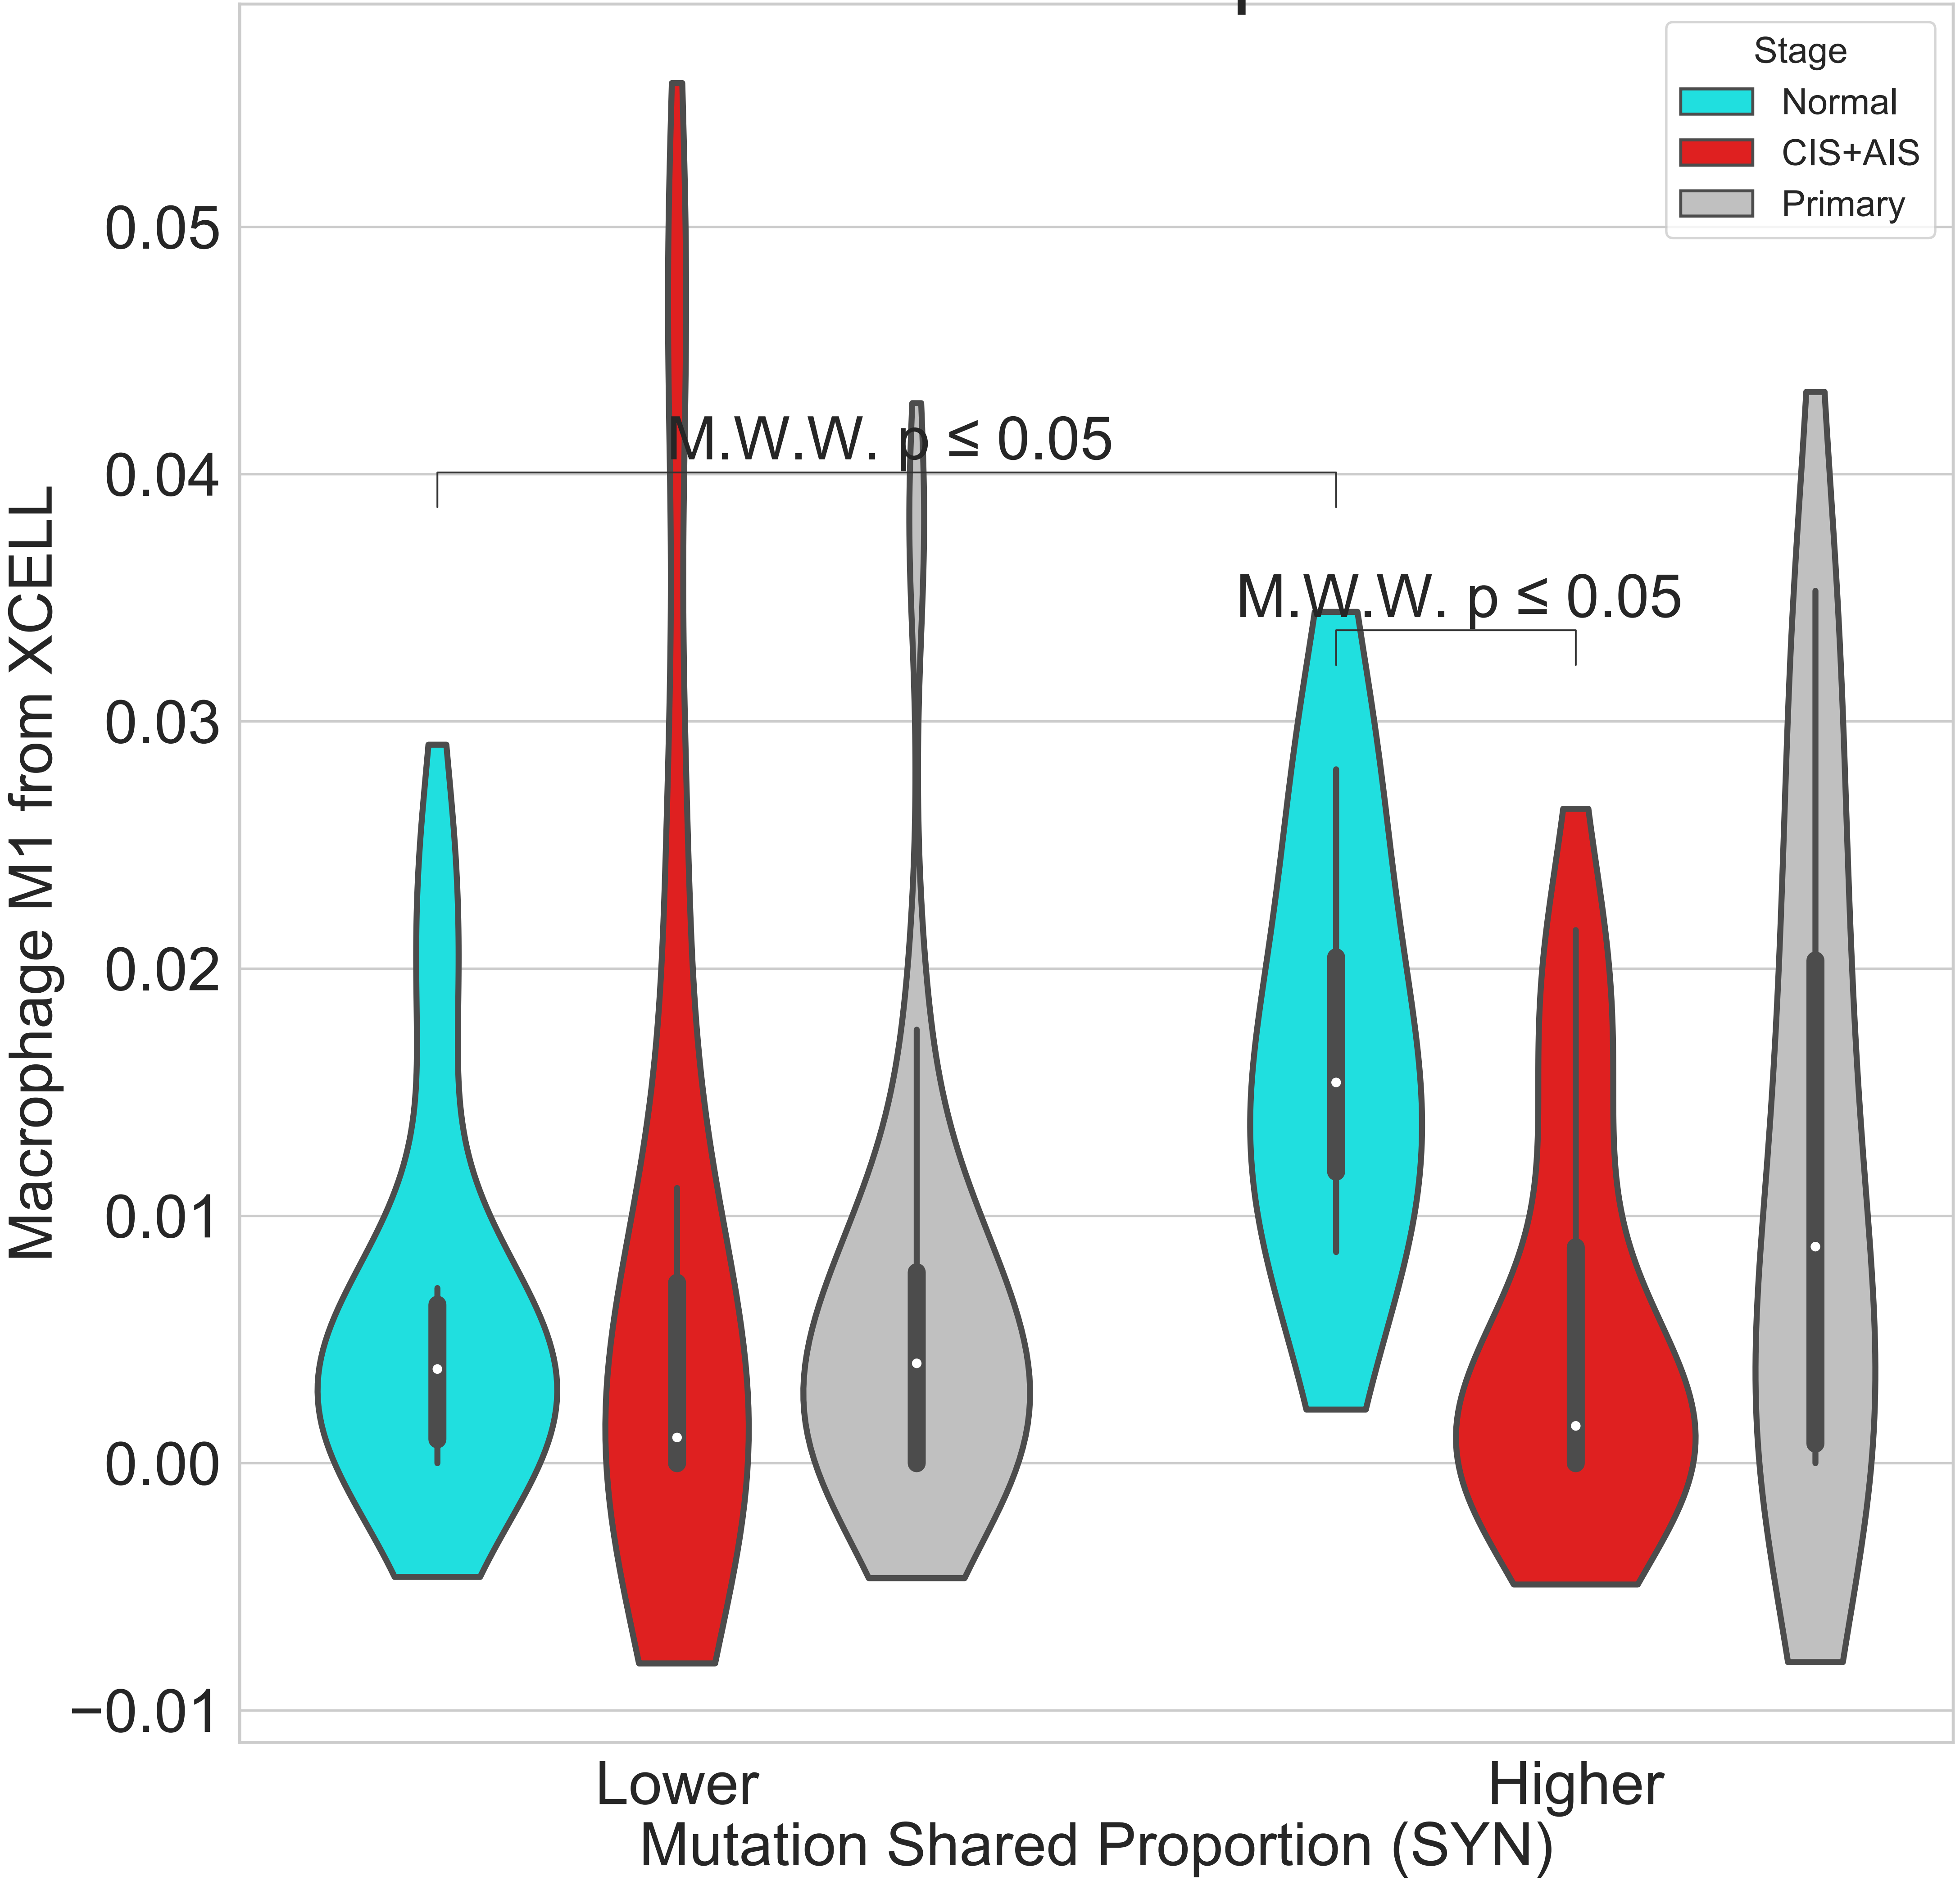 Stage
Normal
CIS+AIS
Primary
0.05
0.04
0.03
0.02
0.01
0.00
−0.01
Macrophage M1 from XCELL
M.W.W. p ≤ 0.05
M.W.W. p ≤ 0.05
Lower
Higher
Mutation Shared Proportion (SYN)